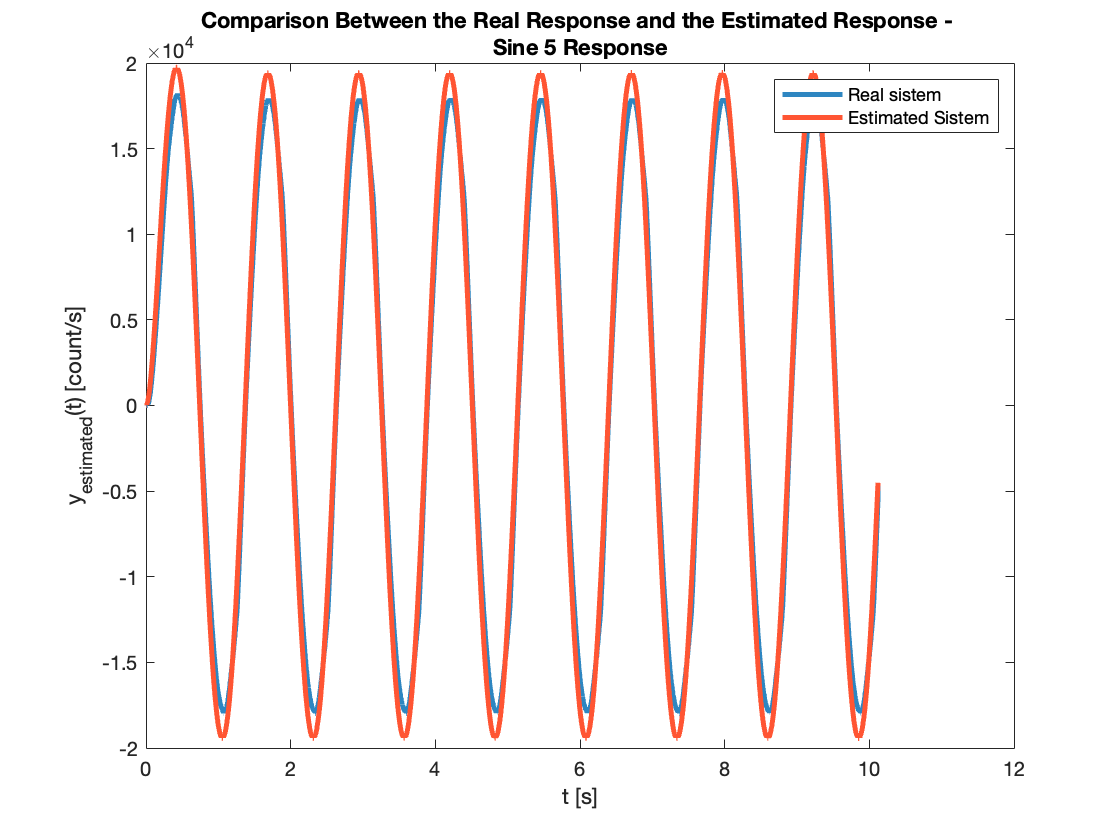 Comparison Between the Real Response and the Estimated Response -
Sine 5 Response
×10^4
2
1.5
1
0.5
0
-0.5
-1
-1.5
-2
y_estimated(t) [count/s]
Real sistem
Estimated Sistem
0 2 4 6 8 10 12
t [s]